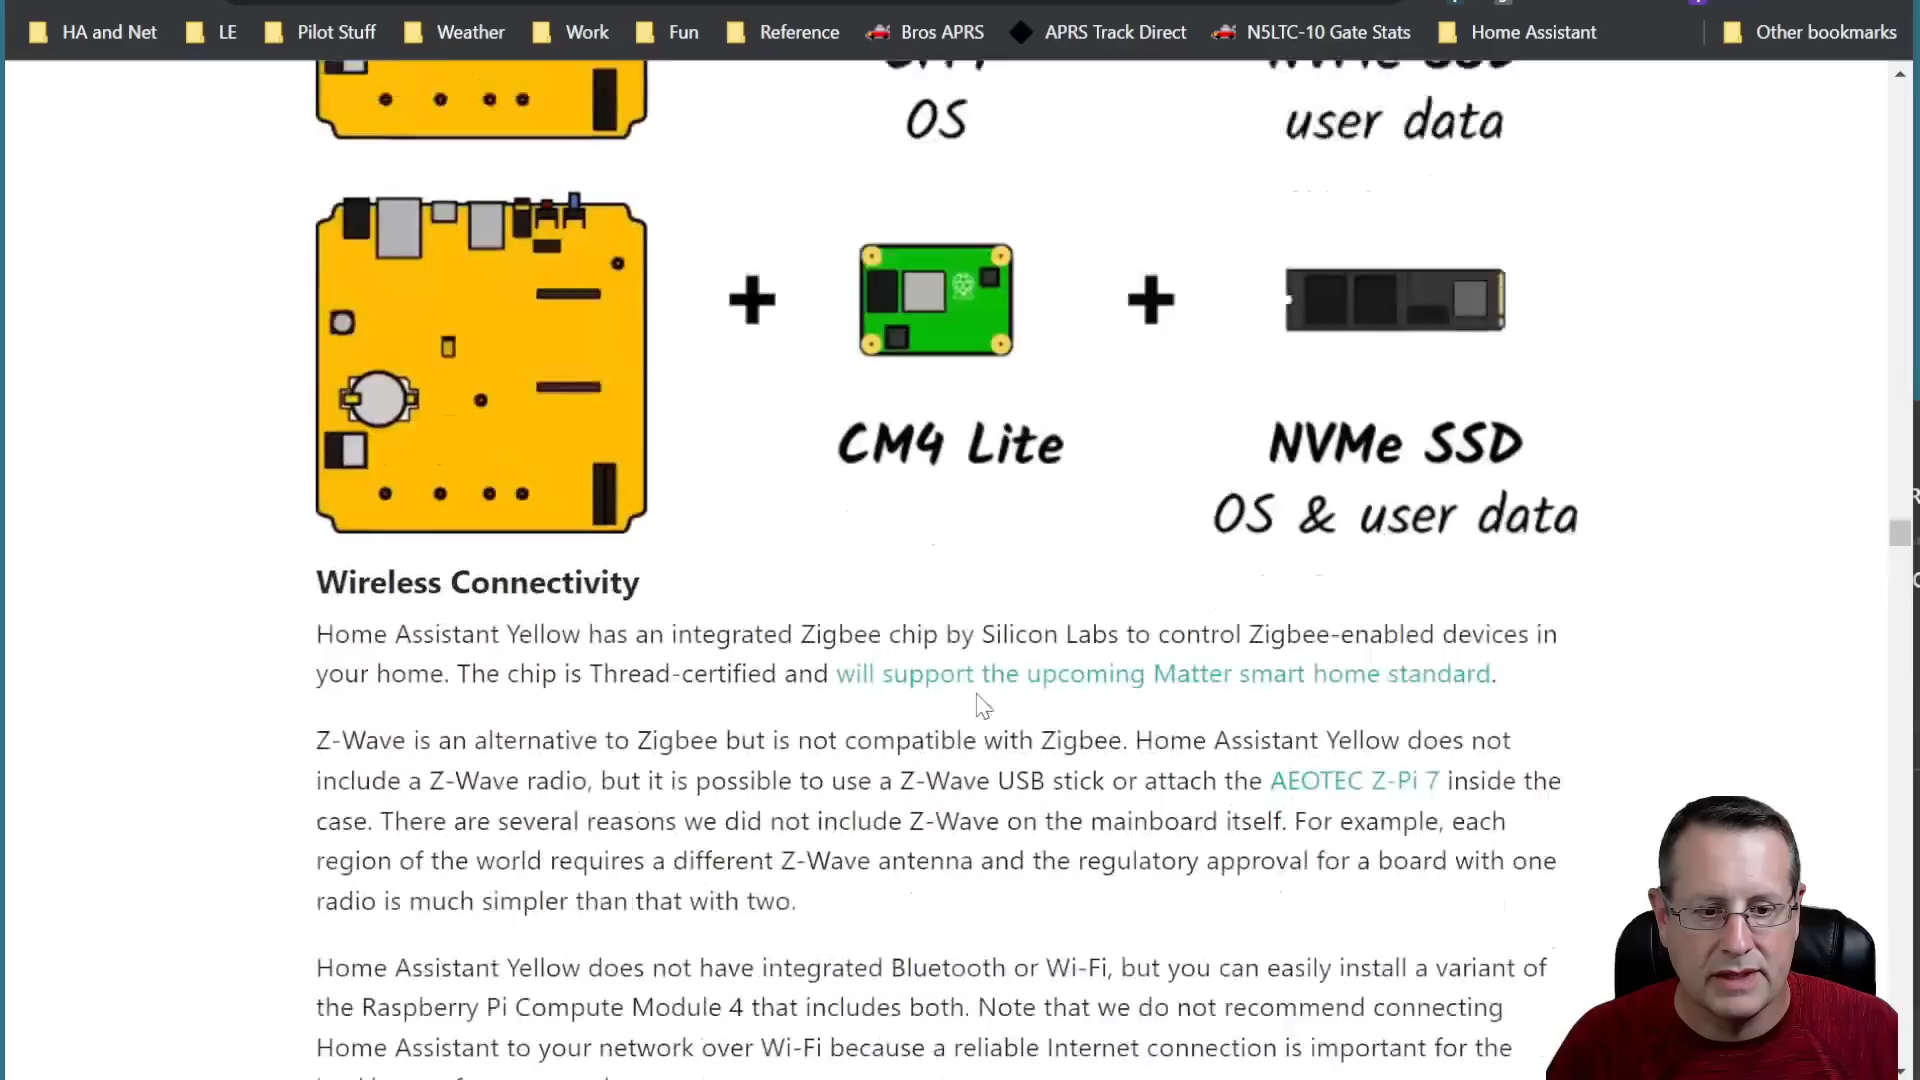 HA and Net LE Pilot Stuff Weather Work Fun Reference Bros APRS APRS Track Direct N5LTC-10 Gate Stats Home Assistant Other bookmarks
OS user data
+ +
CM4 Lite NVMe SSD
OS & user data
Wireless Connectivity
Home Assistant Yellow has an integrated Zigbee chip by Silicon Labs to control Zigbee-enabled devices in
your home. The chip is Thread-certified and will support the upcoming Matter smart home standard.
Z-Wave is an alternative to Zigbee but is not compatible with Zigbee. Home Assistant Yellow does not
include a Z-Wave radio, but it is possible to use a Z-Wave USB stick or attach the AEOTEC Z-Pi 7 inside the
case. There are several reasons we did not include Z-Wave on the mainboard itself. For example, each
region of the world requires a different Z-Wave antenna and the regulatory approval for a board with one
radio is much simpler than that with two.
Home Assistant Yellow does not have integrated Bluetooth or Wi-Fi, but you can easily install a variant of
the Raspberry Pi Compute Module 4 that includes both. Note that we do not recommend connecting
Home Assistant to your network over Wi-Fi because a reliable Internet connection is important for the